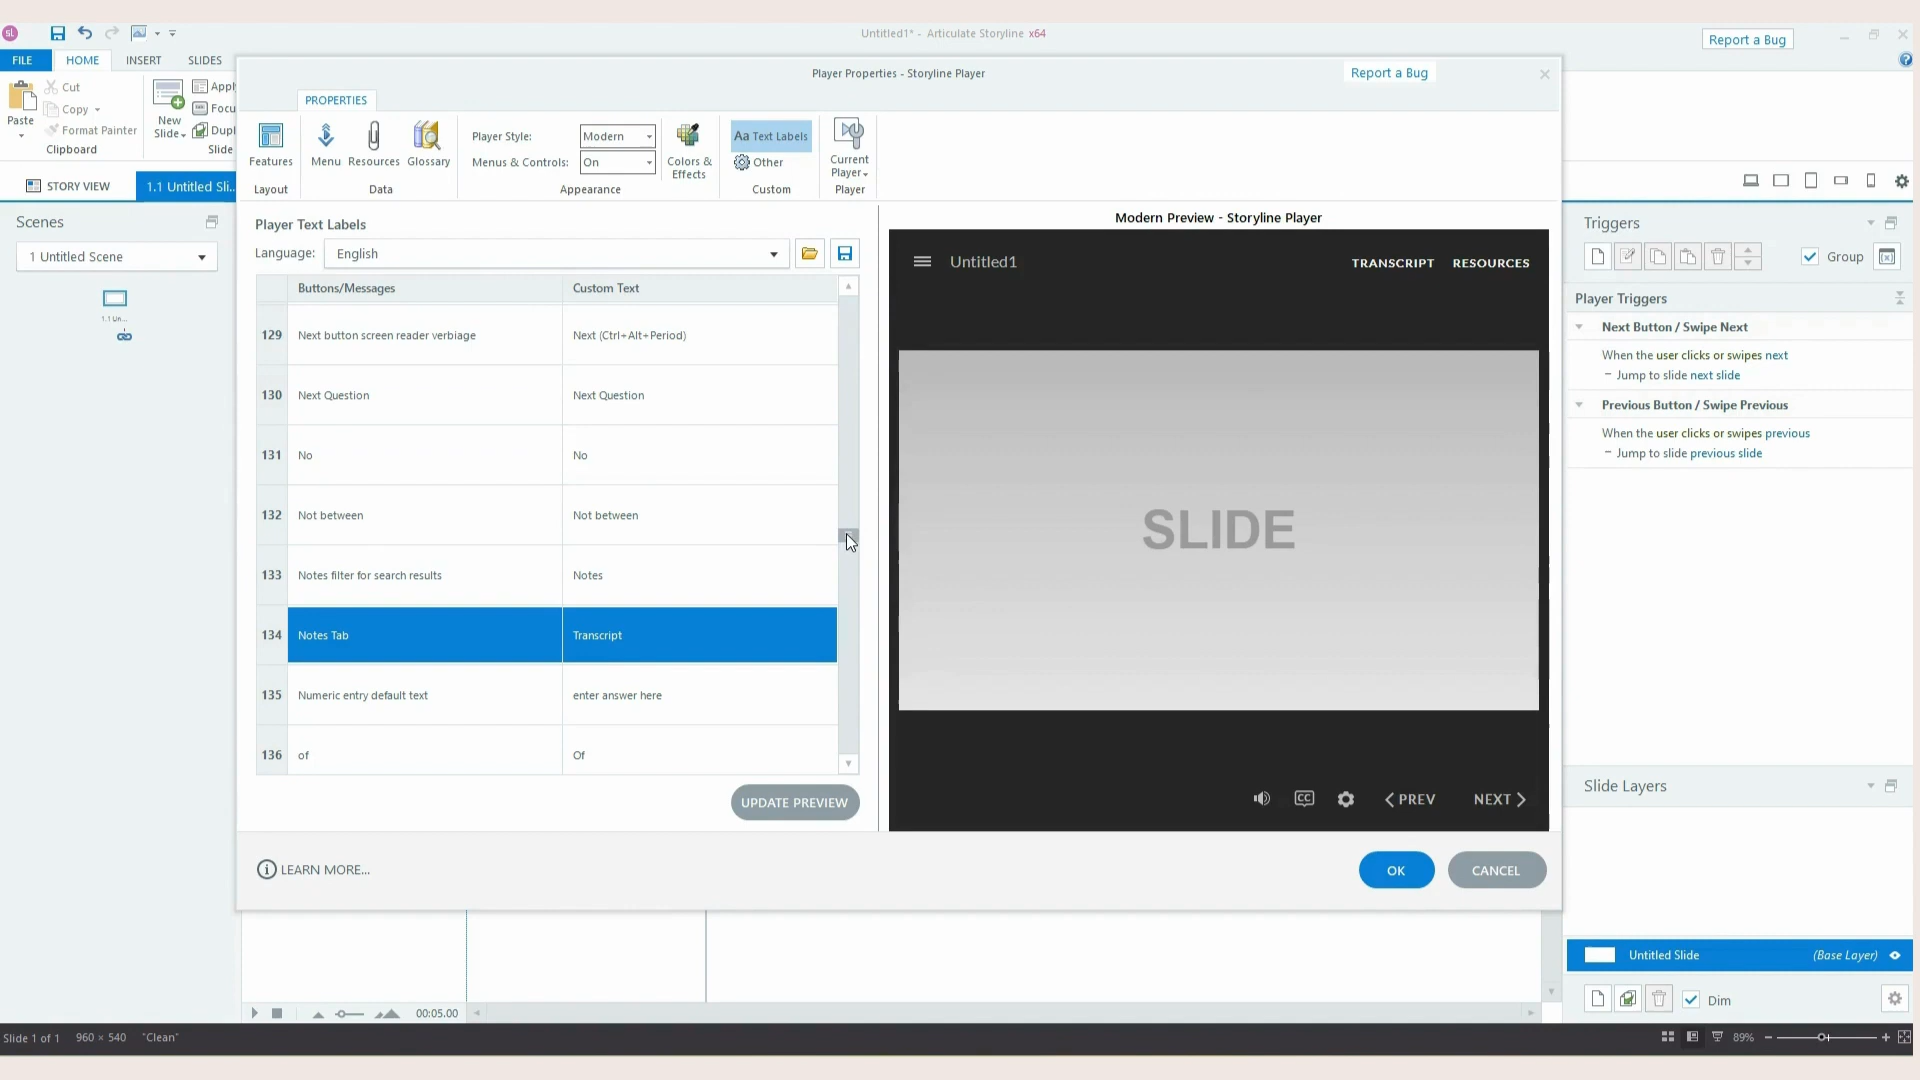 sl
Untitled1* - Articulate Storyline x64
Report a Bug
FILE HOME INSERT SLIDES
Paste
Cut
Copy
Format Painter
Clipboard
New
Slide
Appl
Focu
Dupl
Slide
Player Properties - Storyline Player
Report a Bug
PROPERTIES
Features
Layout
Menu Resources Glossary
Data
Player Style: Modern
Menus & Controls: On
Appearance
Colors &
Effects
Aa Text Labels
Other
Custom
Current
Player
Player
STORY VIEW
1.1 Untitled Sli...
Scenes
1 Untitled Scene
1.1 Un...
Player Text Labels
Language: English
Buttons/Messages Custom Text
129 Next button screen reader verbiage Next (Ctrl+Alt+Period)
130 Next Question Next Question
131 No No
132 Not between Not between
133 Notes filter for search results Notes
134 Notes Tab Transcript
135 Numeric entry default text enter answer here
136 of Of
UPDATE PREVIEW
LEARN MORE...
Modern Preview - Storyline Player
Untitled1
TRANSCRIPT RESOURCES
SLIDE
CC
PREV NEXT
OK CANCEL
Triggers
Group
Player Triggers
Next Button / Swipe Next
When the user clicks or swipes next
- Jump to slide next slide
Previous Button / Swipe Previous
When the user clicks or swipes previous
- Jump to slide previous slide
Slide Layers
Untitled Slide (Base Layer)
Dim
00:05.00
Slide 1 of 1 960 × 540 "Clean"
89%